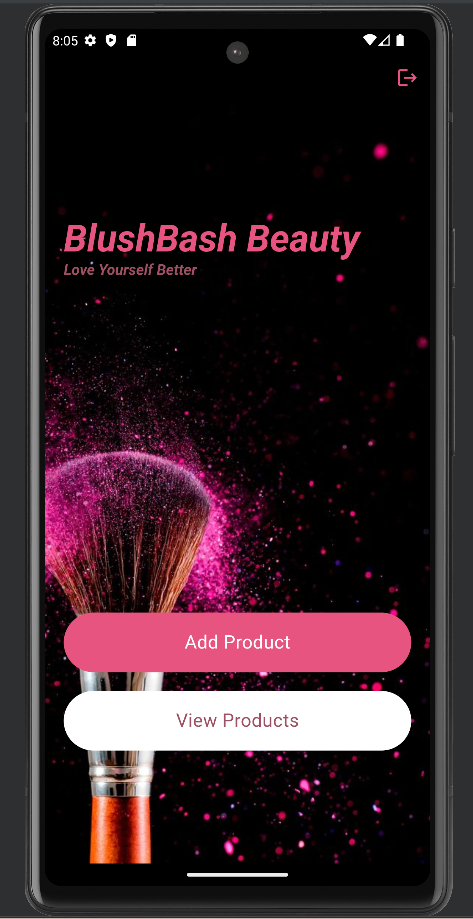 8:05
BlushBash Beauty
Love Yourself Better
Add Product
View Products